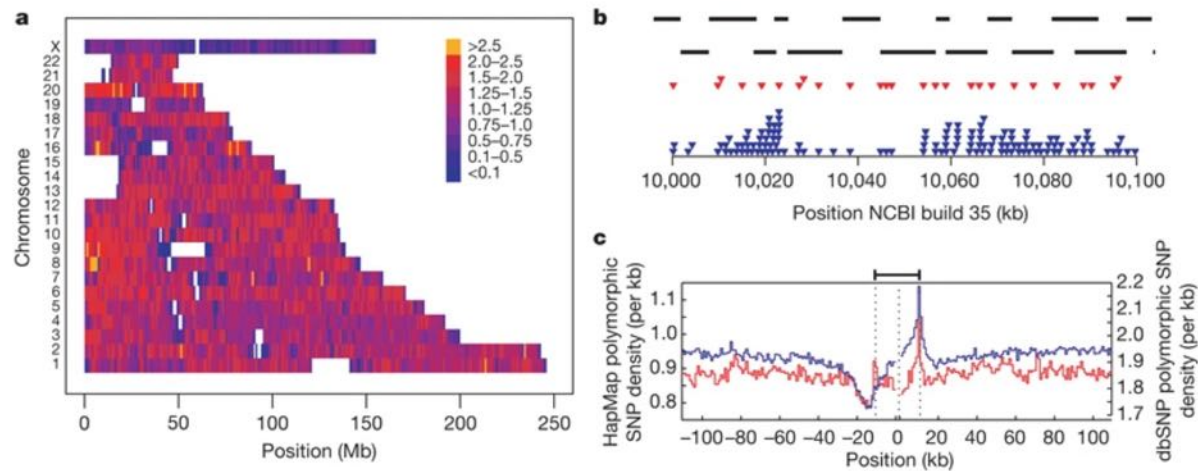 a
Chromosome
X
22
21
20
19
18
17
16
15
14
13
12
11
10
9
8
7
6
5
4
3
2
1
>2.5
2.0–2.5
1.5–2.0
1.25–1.5
1.0–1.25
0.75–1.0
0.5–0.75
0.1–0.5
<0.1
0 50 100 150 200 250
Position (Mb)
b
10,000 10,020 10,040 10,060 10,080 10,100
Position NCBI build 35 (kb)
c
HapMap polymorphic
SNP density (per kb)
1.1
1.0
0.9
0.8
2.2
2.1
2.0
1.9
1.8
1.7
dbSNP polymorphic SNP
density (per kb)
−100 −80 −60 −40 −20 0 20 40 60 80 100
Position (kb)